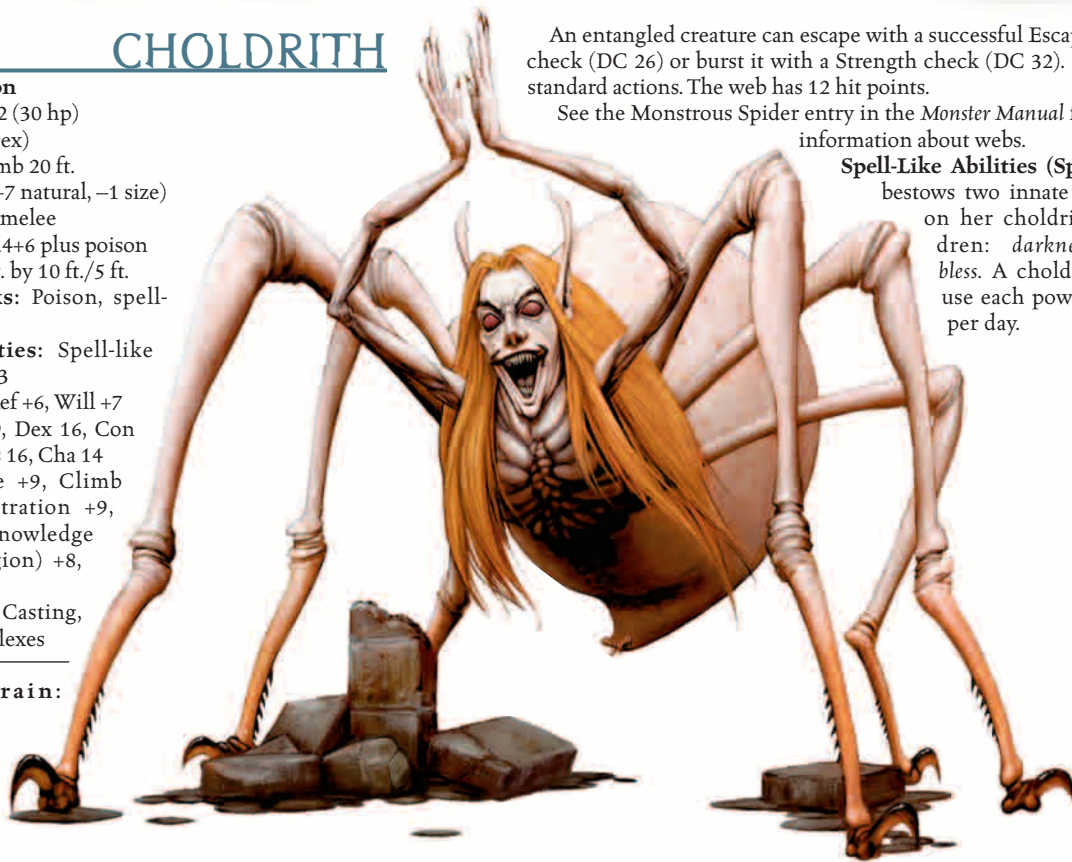 CHOLDRITH
on
2 (30 hp)
ex)
mb 20 ft.
-7 natural, –1 size)
melee
4+6 plus poison
. by 10 ft./5 ft.
ks: Poison, spell-
ties: Spell-like
3
ef +6, Will +7
, Dex 16, Con
16, Cha 14
e +9, Climb
tration +9,
nowledge
ion) +8,
Casting,
lexes
rain:
An entangled creature can escape with a successful Escap
check (DC 26) or burst it with a Strength check (DC 32).
standard actions. The web has 12 hit points.
See the Monstrous Spider entry in the Monster Manual f
information about webs.
Spell-Like Abilities (Sp
bestows two innate
on her choldri
dren: darkne
bless. A chold
use each pow
per day.